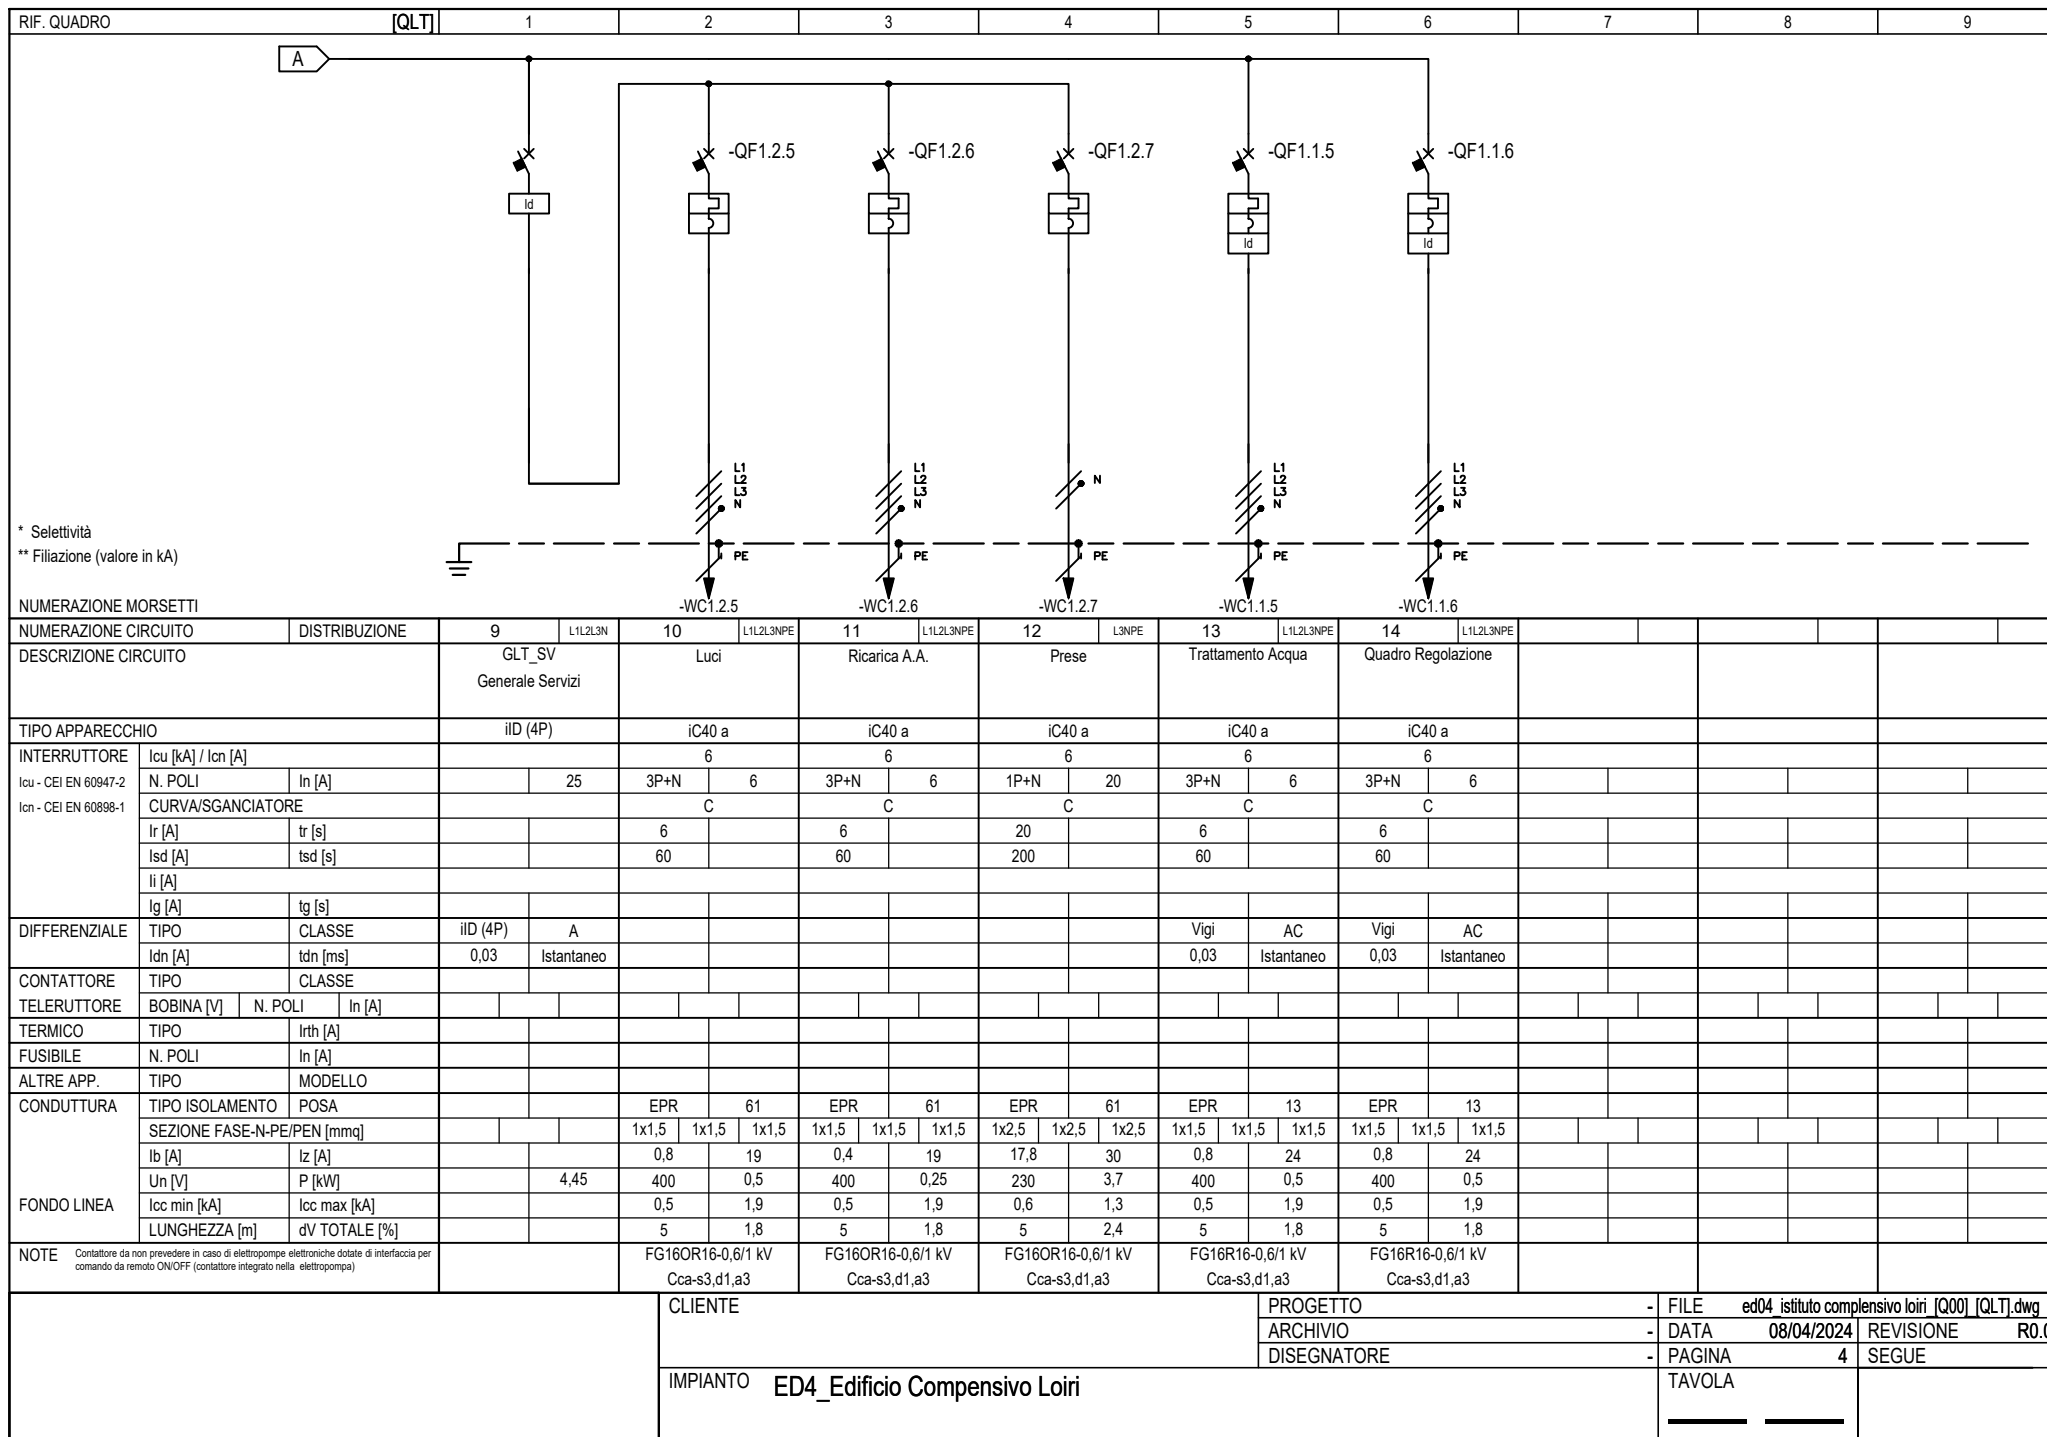 RIF. QUADRO [QLT] 1 2 3 4 5 6 7 8 9
A
-QF1.2.5 -QF1.2.6 -QF1.2.7 -QF1.1.5 -QF1.1.6
Id Id Id
L1 L1 L1 L1
L2 L2 L2 L2
L3 L3 N L3 L3
N N N N
* Selettività
** Filiazione (valore in kA)
PE PE PE PE PE
NUMERAZIONE MORSETTI -WC1.2.5 -WC1.2.6 -WC1.2.7 -WC1.1.5 -WC1.1.6
NUMERAZIONE CIRCUITO DISTRIBUZIONE 9 L1L2L3N 10 L1L2L3NPE 11 L1L2L3NPE 12 L3NPE 13 L1L2L3NPE 14 L1L2L3NPE
DESCRIZIONE CIRCUITO GLT_SV Luci Ricarica A.A. Prese Trattamento Acqua Quadro Regolazione
Generale Servizi
TIPO APPARECCHIO iID (4P) iC40 a iC40 a iC40 a iC40 a iC40 a
INTERRUTTORE Icu [kA] / Icn [A] 6 6 6 6 6
Icu - CEI EN 60947-2 N. POLI In [A] 25 3P+N 6 3P+N 6 1P+N 20 3P+N 6 3P+N 6
Icn - CEI EN 60898-1 CURVA/SGANCIATORE C C C C C
Ir [A] tr [s] 6 6 20 6 6
Isd [A] tsd [s] 60 60 200 60 60
Ii [A]
Ig [A] tg [s]
DIFFERENZIALE TIPO CLASSE iID (4P) A Vigi AC Vigi AC
Idn [A] tdn [ms] 0,03 Istantaneo 0,03 Istantaneo 0,03 Istantaneo
CONTATTORE TIPO CLASSE
TELERUTTORE BOBINA [V] N. POLI In [A]
TERMICO TIPO Irth [A]
FUSIBILE N. POLI In [A]
ALTRE APP. TIPO MODELLO
CONDUTTURA TIPO ISOLAMENTO POSA EPR 61 EPR 61 EPR 61 EPR 13 EPR 13
SEZIONE FASE-N-PE/PEN [mmq] 1x1,5 1x1,5 1x1,5 1x1,5 1x1,5 1x1,5 1x2,5 1x2,5 1x2,5 1x1,5 1x1,5 1x1,5 1x1,5 1x1,5 1x1,5
Ib [A] Iz [A] 0,8 19 0,4 19 17,8 30 0,8 24 0,8 24
Un [V] P [kW] 4,45 400 0,5 400 0,25 230 3,7 400 0,5 400 0,5
FONDO LINEA Icc min [kA] Icc max [kA] 0,5 1,9 0,5 1,9 0,6 1,3 0,5 1,9 0,5 1,9
LUNGHEZZA [m] dV TOTALE [%] 5 1,8 5 1,8 5 2,4 5 1,8 5 1,8
NOTE Contattore da non prevedere in caso di elettropompe elettroniche dotate di interfaccia per
comando da remoto ON/OFF (contattore integrato nella elettropompa)
FG16OR16-0,6/1 kV FG16OR16-0,6/1 kV FG16OR16-0,6/1 kV FG16R16-0,6/1 kV FG16R16-0,6/1 kV
Cca-s3,d1,a3 Cca-s3,d1,a3 Cca-s3,d1,a3 Cca-s3,d1,a3 Cca-s3,d1,a3
CLIENTE PROGETTO - FILE ed04_istituto complensivo loiri_[Q00]_[QLT].dwg
ARCHIVIO - DATA 08/04/2024 REVISIONE R0.0
DISEGNATORE - PAGINA 4 SEGUE
IMPIANTO ED4_Edificio Compensivo Loiri TAVOLA